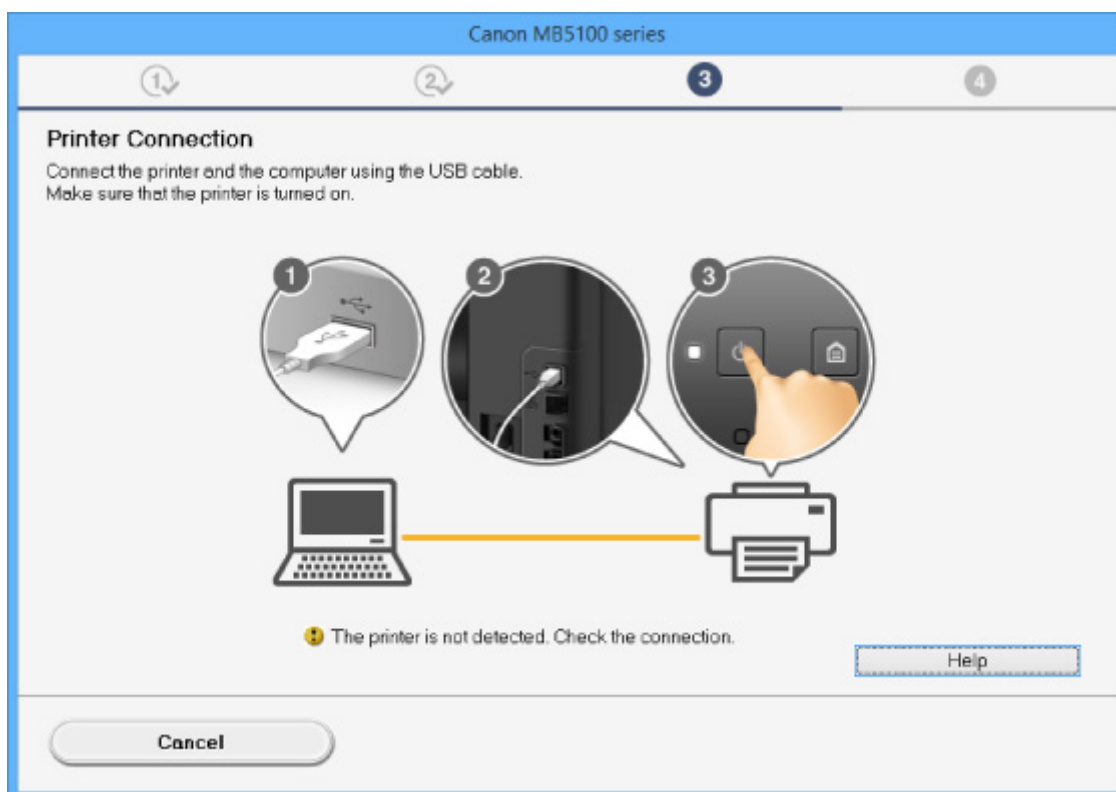 Canon MB5100 series
1
2
3
4
Printer Connection
Connect the printer and the computer using the USB cable.
Make sure that the printer is turned on.
1
2
3
The printer is not detected. Check the connection.
Help
Cancel